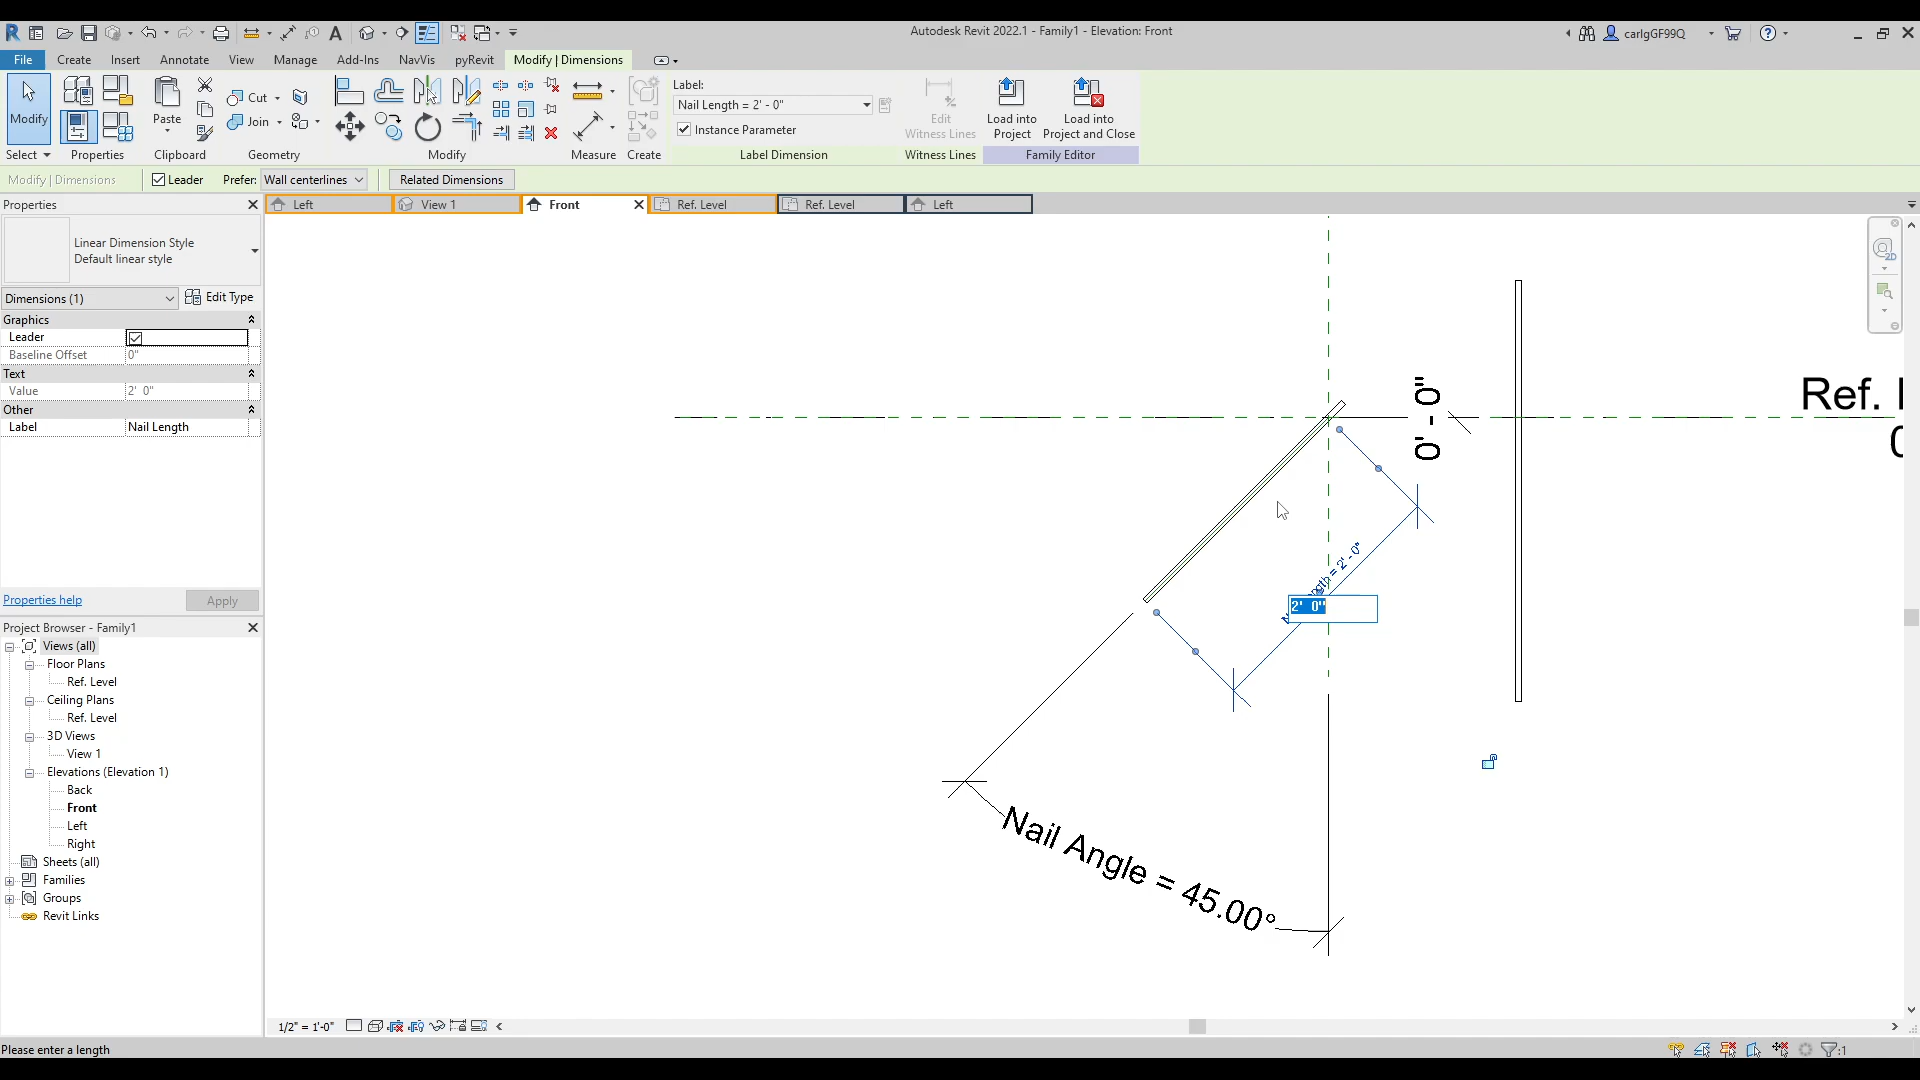 Autodesk Revit 2022.1 - Family1 - Elevation: Front
carlgGF99Q
File Create Insert Annotate View Manage Add-Ins NavVis pyRevit Modify | Dimensions
Modify
Paste
Cut
Join
Label:
Nail Length = 2' - 0"
Instance Parameter
Edit
Witness Lines
Load into
Project
Load into
Project and Close
Select Properties Clipboard Geometry Modify Measure Create Label Dimension Witness Lines Family Editor
Modify | Dimensions Leader Prefer: Wall centerlines Related Dimensions
Properties
Left View 1 Front Ref. Level Ref. Level Left
Linear Dimension Style
Default linear style
Dimensions (1) Edit Type
Graphics
Leader
Baseline Offset 0"
Text
Value 2' 0"
Other
Label Nail Length
Properties help Apply
Project Browser - Family1
Views (all)
Floor Plans
Ref. Level
Ceiling Plans
Ref. Level
3D Views
View 1
Elevations (Elevation 1)
Back
Front
Left
Right
Sheets (all)
Families
Groups
Revit Links
0' - 0"
Ref.
2' 0"
Nail Angle = 45.00°
1/2" = 1'-0"
Please enter a length
:1
2D